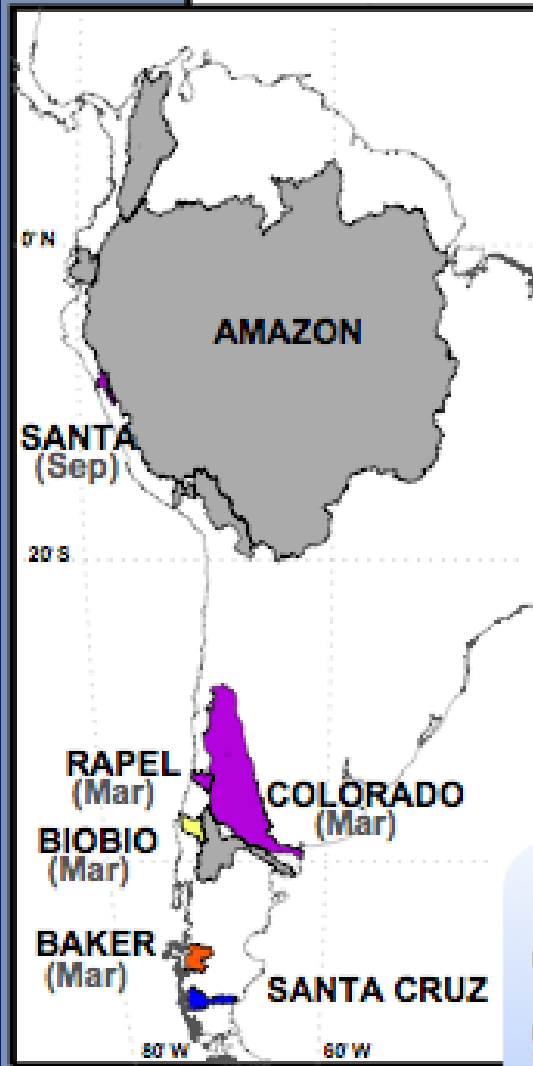 0° N
AMAZON
SANTA
(Sep)
20° S
RAPEL
(Mar)
COLORADO
(Mar)
BIOBIO
(Mar)
BAKER
(Mar)
SANTA CRUZ
80° W
60° W